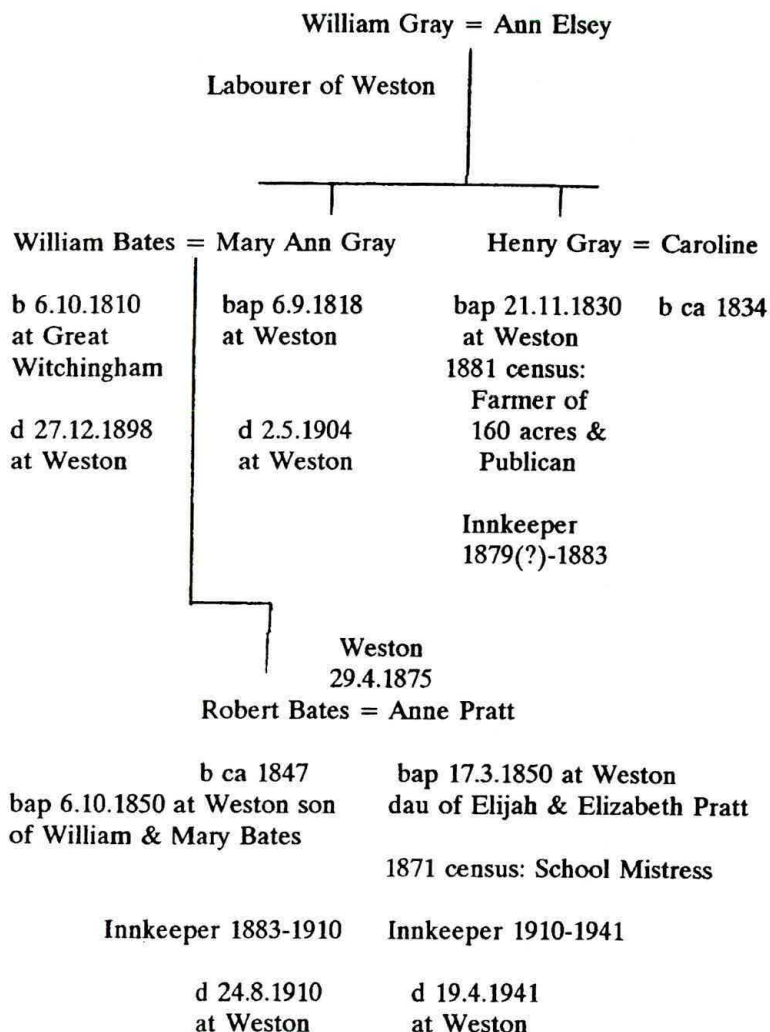 William Gray = Ann Elsey
Labourer of Weston
William Bates = Mary Ann Gray
Henry Gray = Caroline
b 6.10.1810
at Great
Witchingham
d 27.12.1898
at Weston
bap 6.9.1818
at Weston
d 2.5.1904
at Weston
bap 21.11.1830
at Weston
1881 census:
Farmer of
160 acres &
Publican
Innkeeper
1879(?)-1883
b ca 1834
Weston
29.4.1875
Robert Bates = Anne Pratt
b ca 1847
bap 6.10.1850 at Weston son
of William & Mary Bates
Innkeeper 1883-1910
d 24.8.1910
at Weston
bap 17.3.1850 at Weston
dau of Elijah & Elizabeth Pratt
1871 census: School Mistress
Innkeeper 1910-1941
d 19.4.1941
at Weston